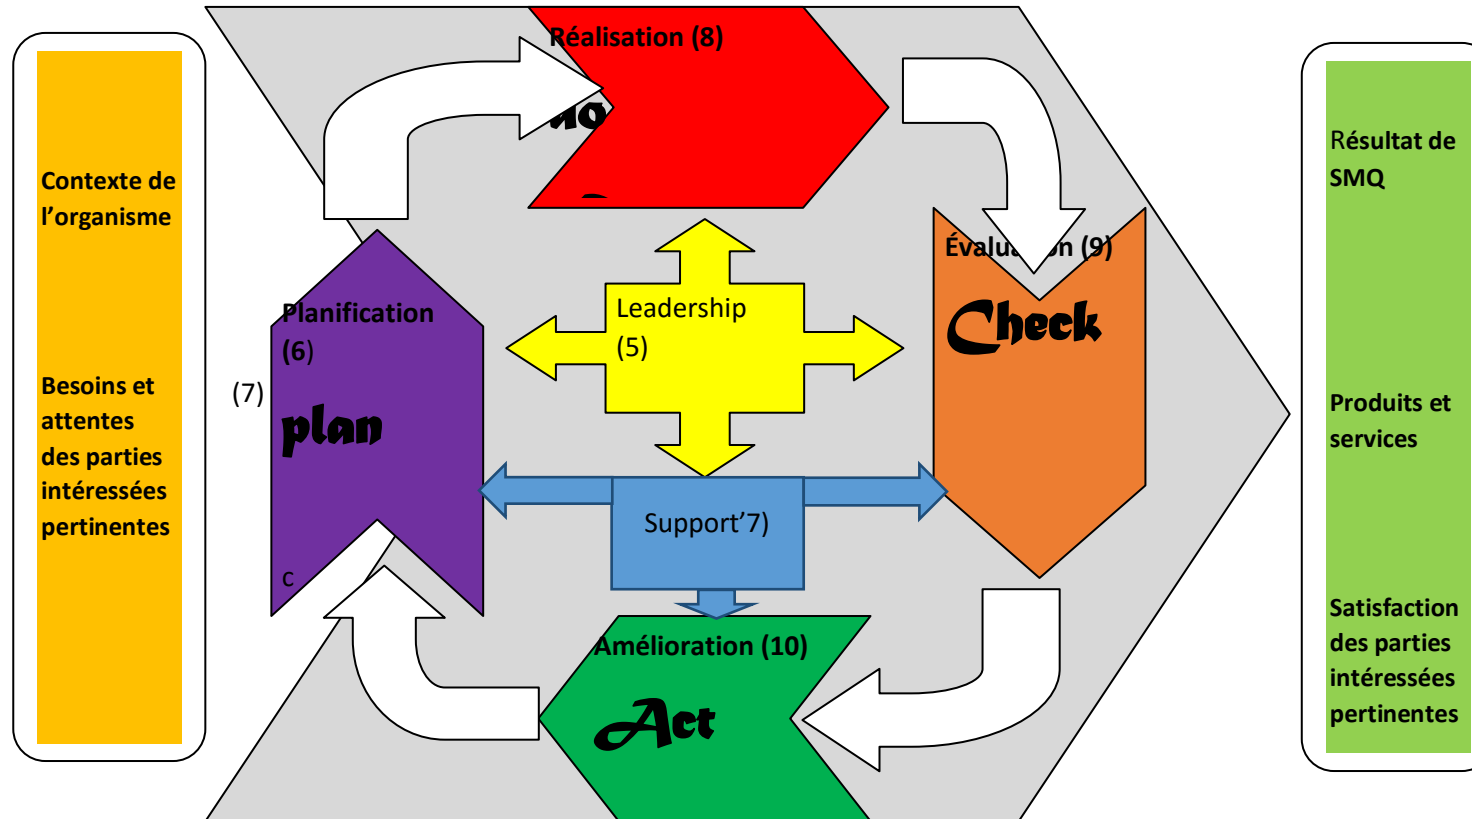 Contexte de
l'organisme
Besoins et
attentes
des parties
intéressées
pertinentes
Réalisation (8)
Planification
(6)
(7)
plan
c
Leadership
(5)
Support'7)
(9)
Check
Amélioration (10)
Act
Résultat de
SMQ
Produits et
services
Satisfaction
des parties
intéressées
pertinentes